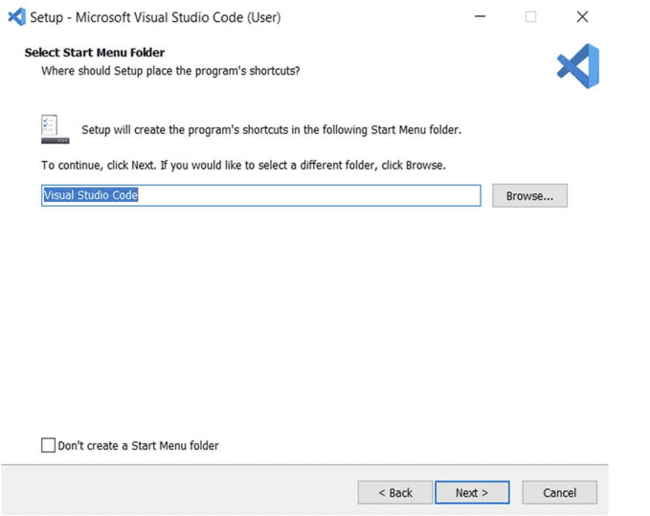 Setup - Microsoft Visual Studio Code (User)
Select Start Menu Folder
Where should Setup place the program's shortcuts?
Setup will create the program's shortcuts in the following Start Menu folder.
To continue, click Next. If you would like to select a different folder, click Browse.
Visual Studio Code
Browse...
Don't create a Start Menu folder
< Back
Next >
Cancel